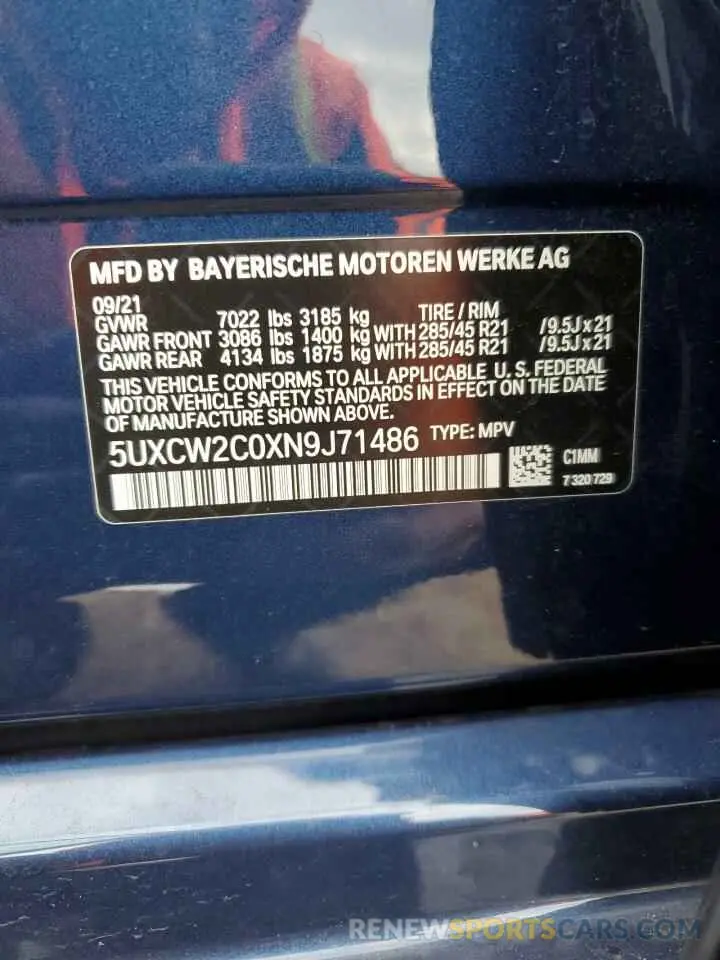 MFD BY BAYERISCHE MOTOREN WERKE AG
09/21 TIRE / RIM
GVWR 7022 lbs 3185 kg
GAWR FRONT 3086 lbs 1400 kg WITH 285/45 R21 /9.5J x 21
GAWR REAR 4134 lbs 1875 kg WITH 285/45 R21 /9.5J x 21
THIS VEHICLE CONFORMS TO ALL APPLICABLE U. S. FEDERAL
MOTOR VEHICLE SAFETY STANDARDS IN EFFECT ON THE DATE
OF MANUFACTURE SHOWN ABOVE.
5UXCW2C0XN9J71486 TYPE: MPV
C1MM
7 320 729
RENEWSPORTSCARS.COM